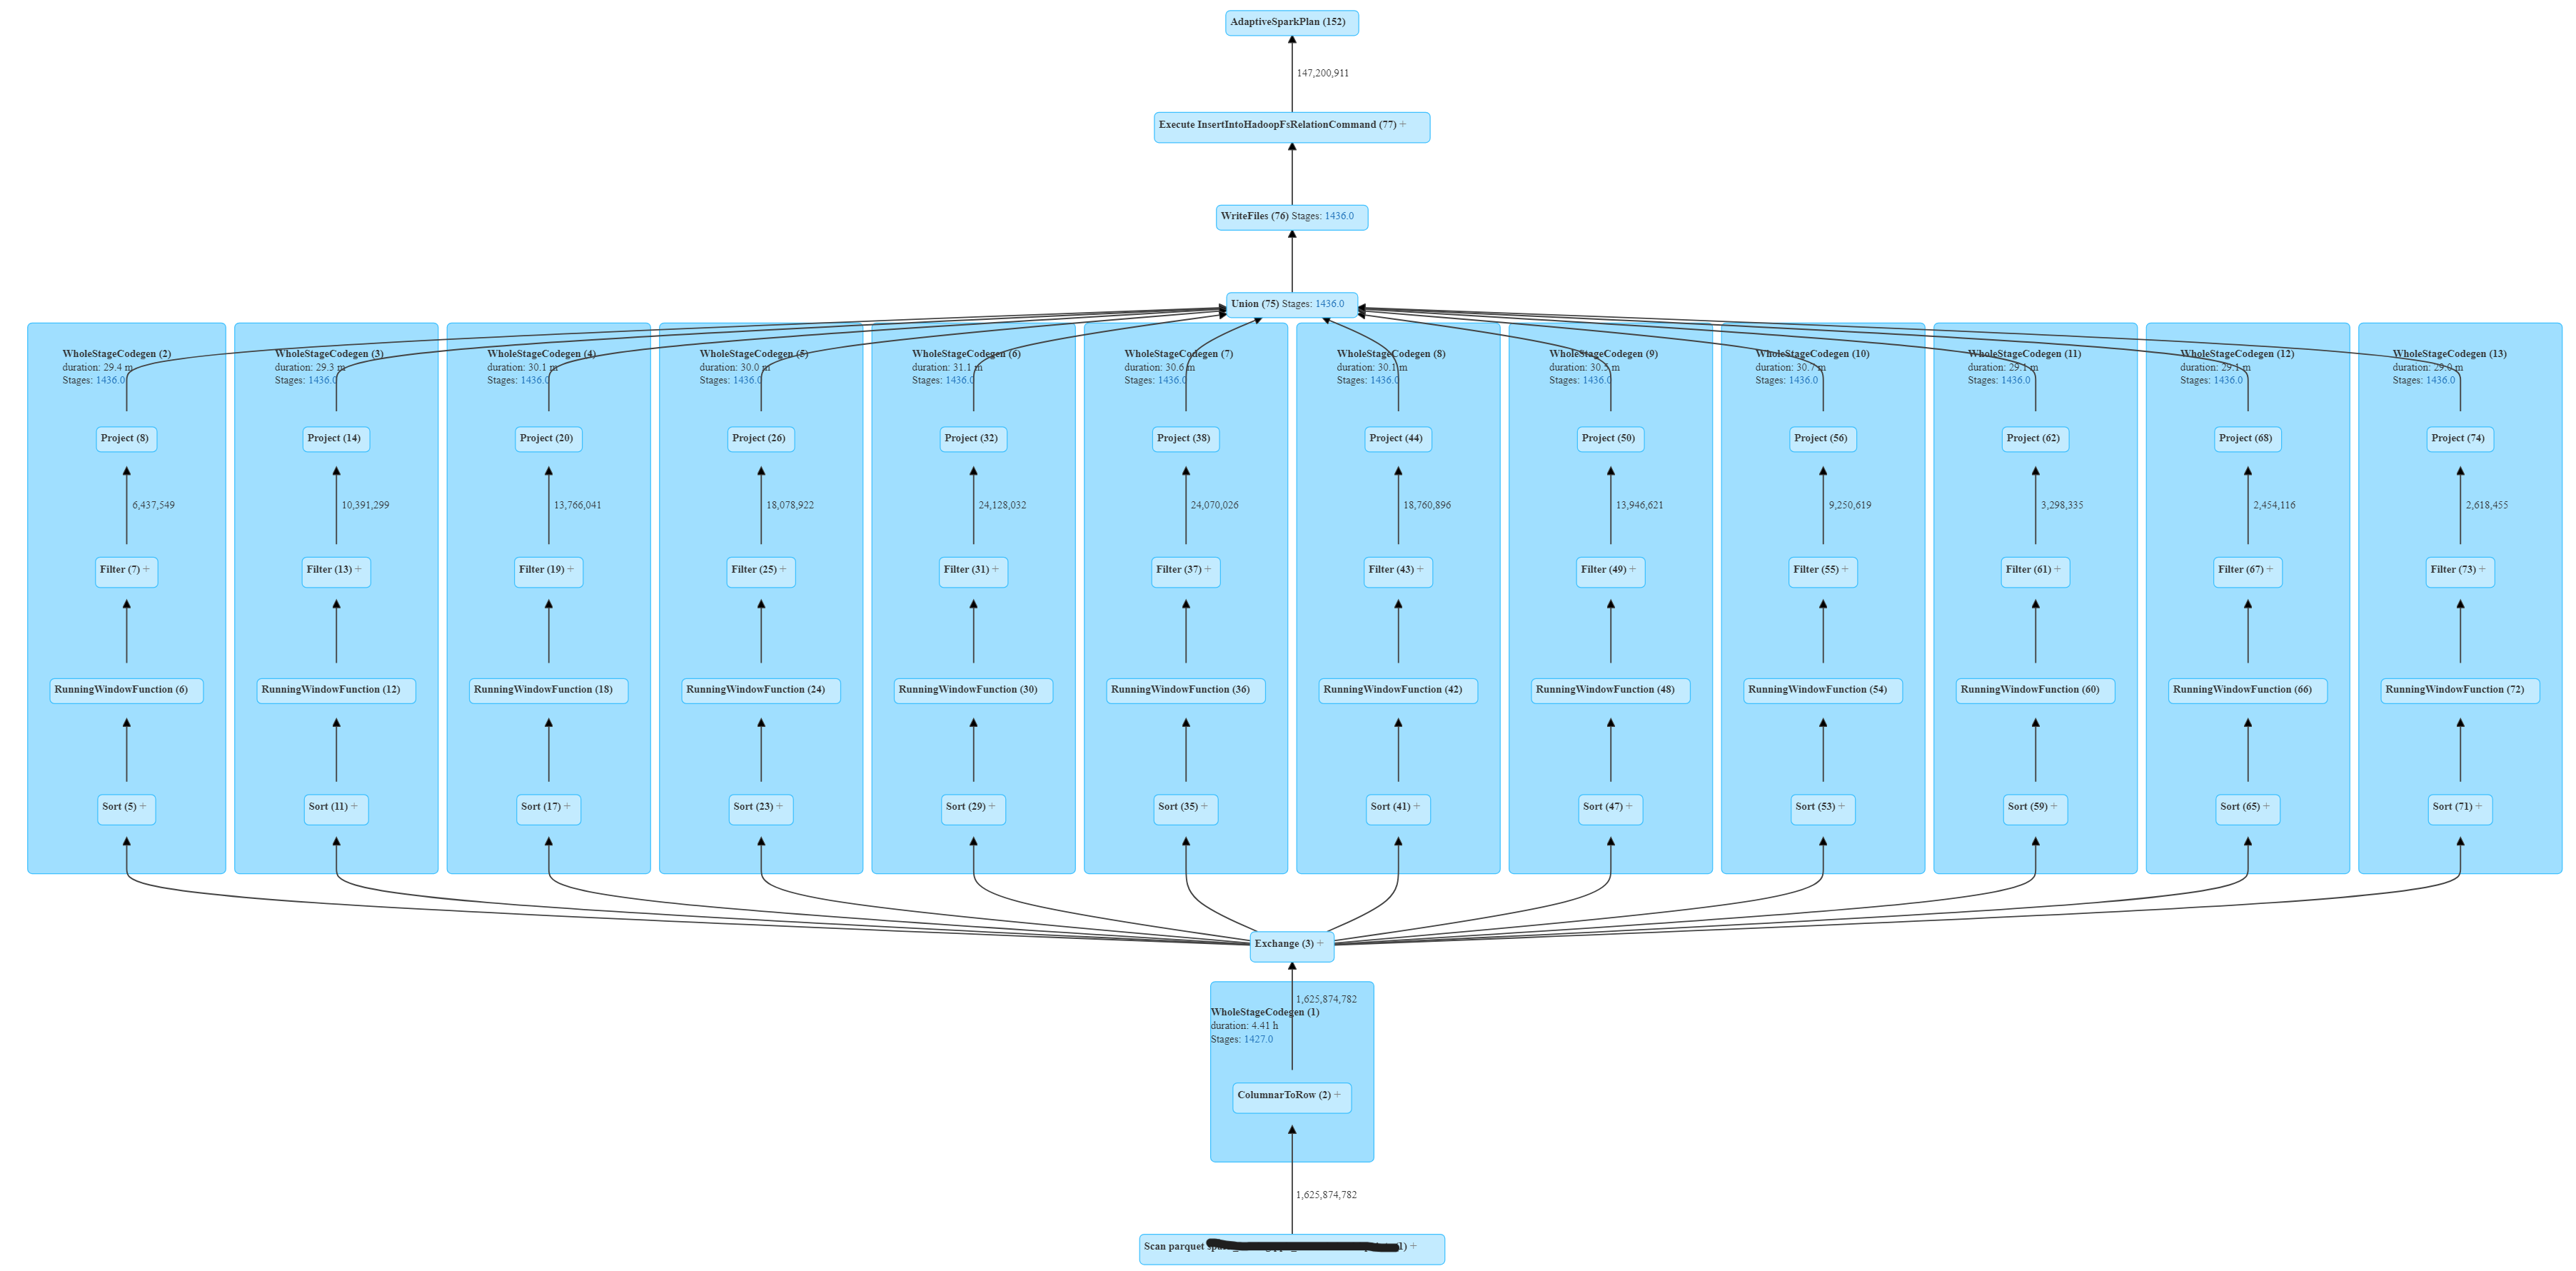 AdaptiveSparkPlan (152)
147,200,911
Execute InsertIntoHadoopFsRelationCommand (77) +
WriteFiles (76) Stages: 1436.0
Union (75) Stages: 1436.0
WholeStageCodegen (2)
duration: 29.4 m
Stages: 1436.0
Project (8)
6,437,549
Filter (7) +
RunningWindowFunction (6)
Sort (5) +
WholeStageCodegen (3)
duration: 29.3 m
Stages: 1436.0
Project (14)
10,391,299
Filter (13) +
RunningWindowFunction (12)
Sort (11) +
WholeStageCodegen (4)
duration: 30.1 m
Stages: 1436.0
Project (20)
13,766,041
Filter (19) +
RunningWindowFunction (18)
Sort (17) +
WholeStageCodegen (5)
duration: 30.0 m
Stages: 1436.0
Project (26)
18,078,922
Filter (25) +
RunningWindowFunction (24)
Sort (23) +
WholeStageCodegen (6)
duration: 31.1 m
Stages: 1436.0
Project (32)
24,128,032
Filter (31) +
RunningWindowFunction (30)
Sort (29) +
WholeStageCodegen (7)
duration: 30.6 m
Stages: 1436.0
Project (38)
24,070,026
Filter (37) +
RunningWindowFunction (36)
Sort (35) +
WholeStageCodegen (8)
duration: 30.1 m
Stages: 1436.0
Project (44)
18,760,896
Filter (43) +
RunningWindowFunction (42)
Sort (41) +
WholeStageCodegen (9)
duration: 30.5 m
Stages: 1436.0
Project (50)
13,946,621
Filter (49) +
RunningWindowFunction (48)
Sort (47) +
WholeStageCodegen (10)
duration: 30.7 m
Stages: 1436.0
Project (56)
9,250,619
Filter (55) +
RunningWindowFunction (54)
Sort (53) +
WholeStageCodegen (11)
duration: 29.1 m
Stages: 1436.0
Project (62)
3,298,335
Filter (61) +
RunningWindowFunction (60)
Sort (59) +
WholeStageCodegen (12)
duration: 29.1 m
Stages: 1436.0
Project (68)
2,454,116
Filter (67) +
RunningWindowFunction (66)
Sort (65) +
WholeStageCodegen (13)
duration: 29.0 m
Stages: 1436.0
Project (74)
2,618,455
Filter (73) +
RunningWindowFunction (72)
Sort (71) +
Exchange (3) +
1,625,874,782
WholeStageCodegen (1)
duration: 4.41 h
Stages: 1427.0
ColumnarToRow (2) +
1,625,874,782
Scan parquet +